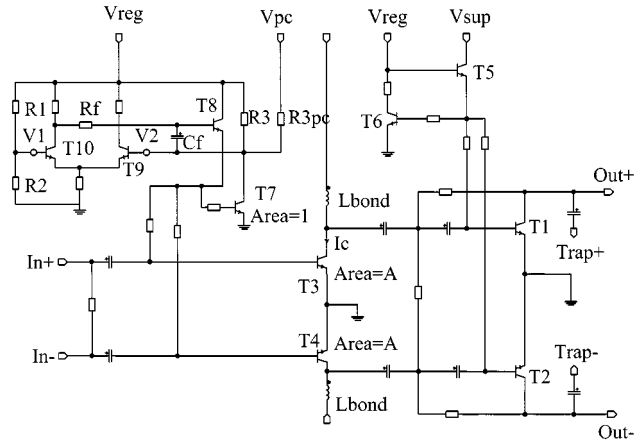 Vreg
Vpc
Vreg
Vsup
R1
Rf
T8
R3
R3pc
T5
T6
V1
T10
V2
Cf
T9
R2
T7
Area=1
Lbond
Out+
T1
Trap+
In+
Ic
Area=A
T3
T4
Area=A
In-
Trap-
T2
Lbond
Out-